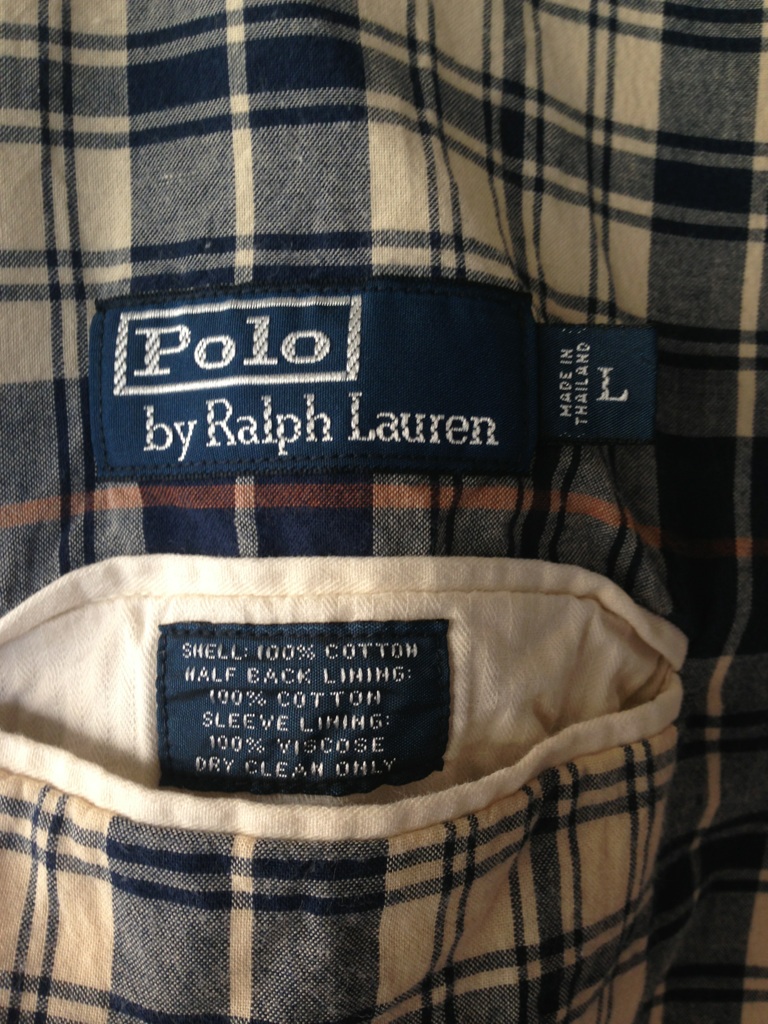 Polo
by Ralph Lauren
MADE IN
THAILAND
L
SHELL: 100% COTTON
HALF BACK LINING:
100% COTTON
SLEEVE LINING:
100% VISCOSE
DRY CLEAN ONLY